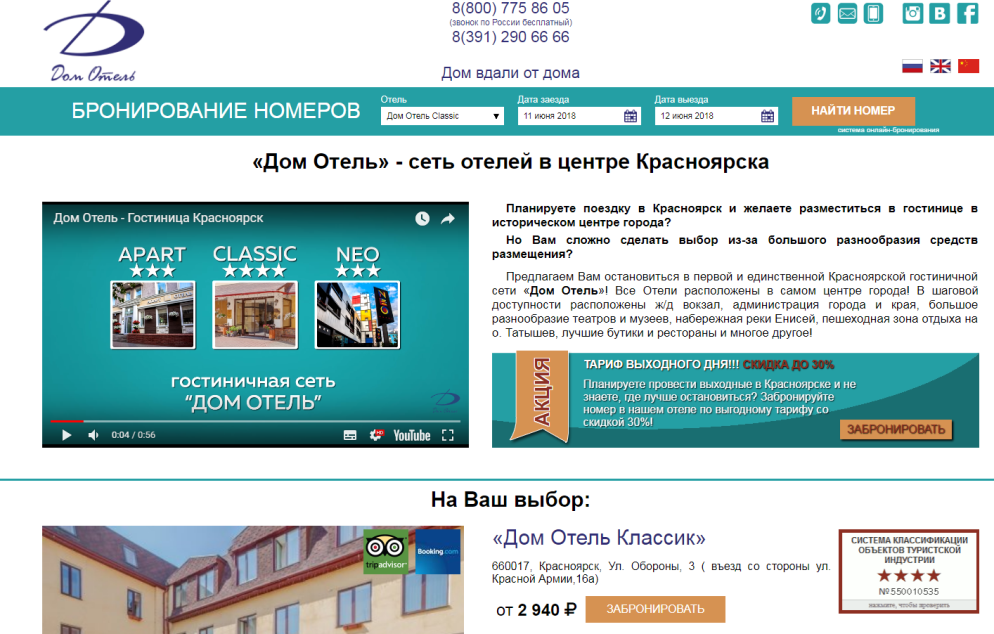 Дом Отель
8(800) 775 86 05
(звонок по России бесплатный)
8(391) 290 66 66
Дом вдали от дома
БРОНИРОВАНИЕ НОМЕРОВ
Отель
Дом Отель Classic
Дата заезда
11 июня 2018
Дата выезда
12 июня 2018
НАЙТИ НОМЕР
система онлайн-бронирования
«Дом Отель» - сеть отелей в центре Красноярска
Дом Отель - Гостиница Красноярск
APART
CLASSIC
NEO
гостиничная сеть
“ДОМ ОТЕЛЬ”
0:04 / 0:56
HD
YouTube
Планируете поездку в Красноярск и желаете разместиться в гостинице в
историческом центре города?
Но Вам сложно сделать выбор из-за большого разнообразия средств
размещения?
Предлагаем Вам остановиться в первой и единственной Красноярской гостиничной
сети «Дом Отель»! Все Отели расположены в самом центре города! В шаговой
доступности расположены ж/д вокзал, администрация города и края, большое
разнообразие театров и музеев, набережная реки Енисей, пешеходная зона отдыха на
о. Татышев, лучшие бутики и рестораны и многое другое!
АКЦИЯ
ТАРИФ ВЫХОДНОГО ДНЯ!!! СКИДКА ДО 30%
Планируете провести выходные в Красноярске и не
знаете, где лучше остановиться? Забронируйте
номер в нашем отеле по выгодному тарифу со
скидкой 30%!
ЗАБРОНИРОВАТЬ
На Ваш выбор:
tripadvisor
Booking.com
«Дом Отель Классик»
660017, Красноярск, Ул. Обороны, 3 ( въезд со стороны ул.
Красной Армии,16а)
от 2 940 ₽
ЗАБРОНИРОВАТЬ
СИСТЕМА КЛАССИФИКАЦИИ
ОБЪЕКТОВ ТУРИСТСКОЙ
ИНДУСТРИИ
№550010535
нажмите, чтобы проверить